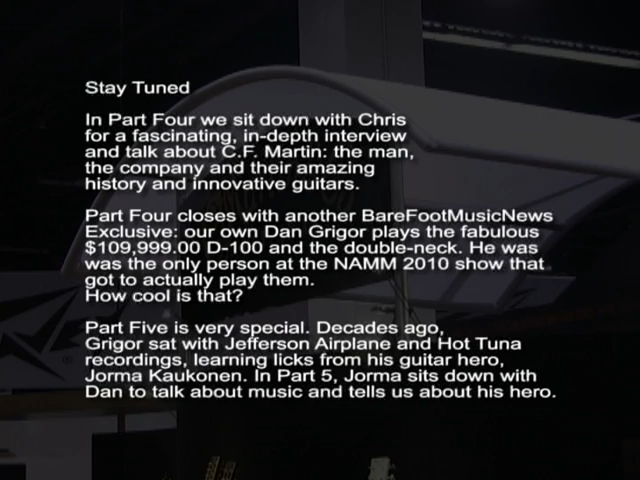 Stay Tuned
In Part Four we sit down with Chris
for a fascinating, in-depth interview
and talk about C.F. Martin: the man,
the company and their amazing
history and innovative guitars.
Part Four closes with another BareFootMusicNews
Exclusive: our own Dan Grigor plays the fabulous
$109,999.00 D-100 and the double-neck. He was
was the only person at the NAMM 2010 show that
got to actually play them.
How cool is that?
Part Five is very special. Decades ago,
Grigor sat with Jefferson Airplane and Hot Tuna
recordings, learning licks from his guitar hero,
Jorma Kaukonen. In Part 5, Jorma sits down with
Dan to talk about music and tells us about his hero.